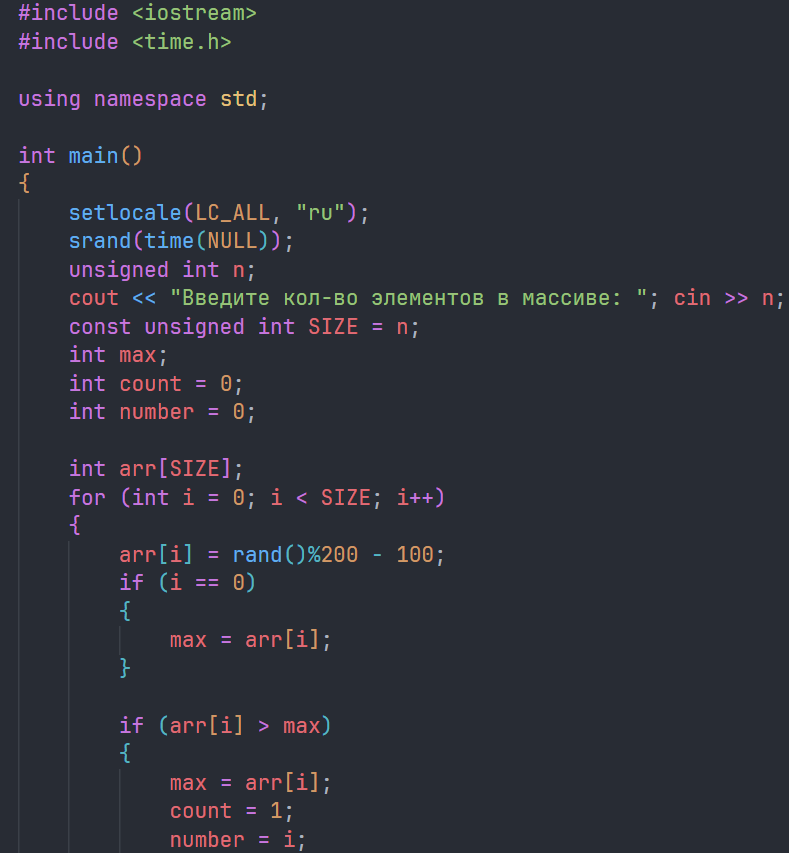 #include <iostream>
#include <time.h>

using namespace std;

int main()
{
    setlocale(LC_ALL, "ru");
    srand(time(NULL));
    unsigned int n;
    cout << "Введите кол-во элементов в массиве: "; cin >> n;
    const unsigned int SIZE = n;
    int max;
    int count = 0;
    int number = 0;

    int arr[SIZE];
    for (int i = 0; i < SIZE; i++)
    {
        arr[i] = rand()%200 - 100;
        if (i == 0)
        {
            max = arr[i];
        }

        if (arr[i] > max)
        {
            max = arr[i];
            count = 1;
            number = i;